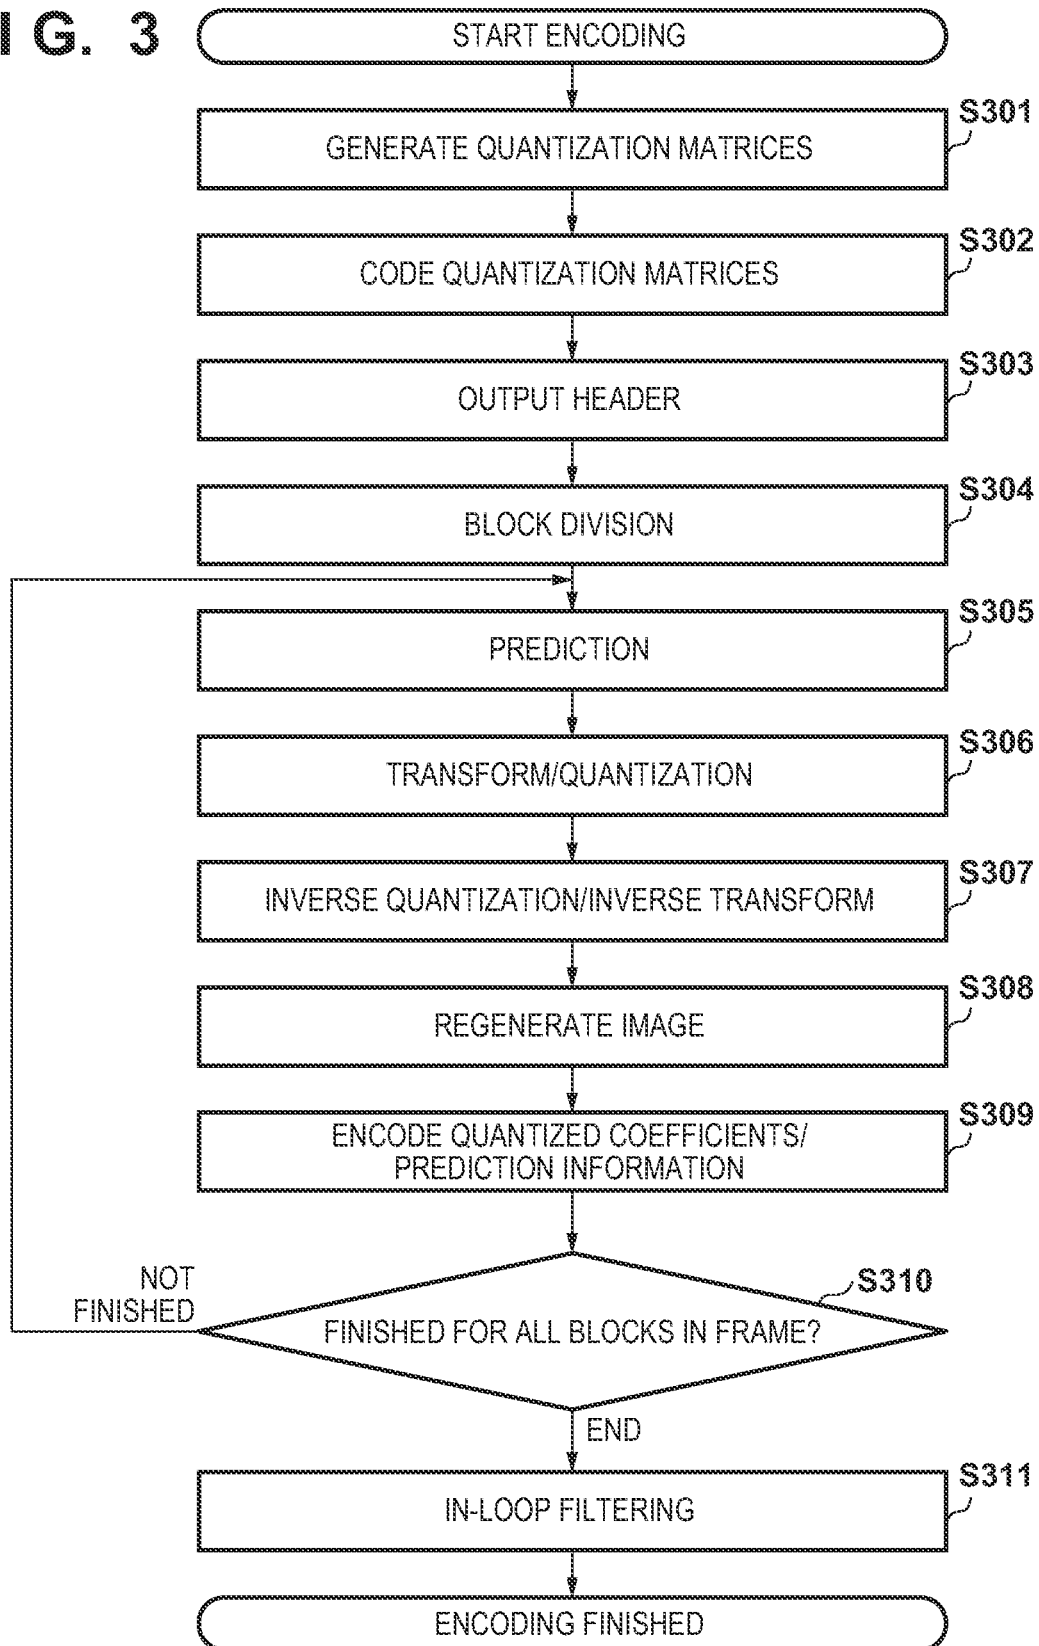 I G. 3
START ENCODING
S301
GENERATE QUANTIZATION MATRICES
S302
CODE QUANTIZATION MATRICES
S303
OUTPUT HEADER
S304
BLOCK DIVISION
S305
PREDICTION
S306
TRANSFORM/QUANTIZATION
S307
INVERSE QUANTIZATION/INVERSE TRANSFORM
S308
REGENERATE IMAGE
S309
ENCODE QUANTIZED COEFFICIENTS/
PREDICTION INFORMATION
NOT
FINISHED
S310
FINISHED FOR ALL BLOCKS IN FRAME?
END
S311
IN-LOOP FILTERING
ENCODING FINISHED